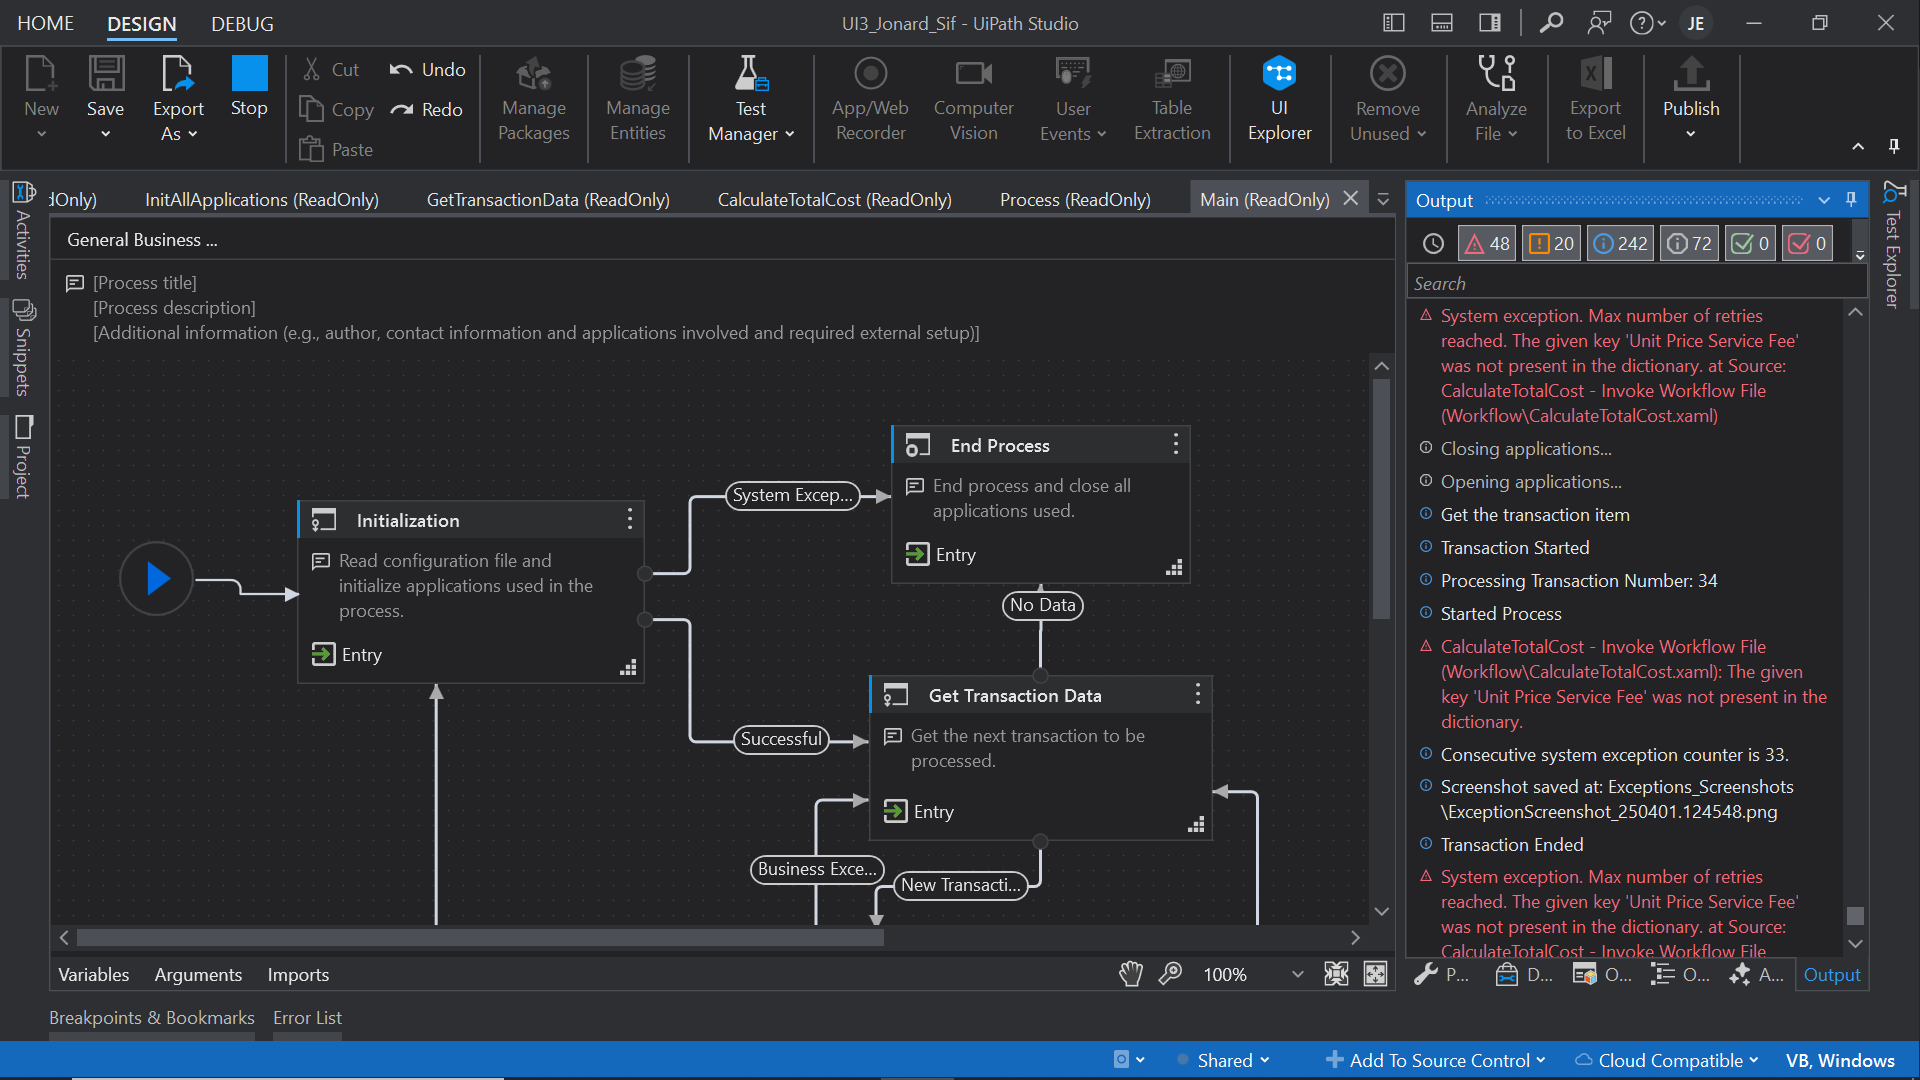 HOME DESIGN DEBUG UI3_Jonard_Sif - UiPath Studio JE
New Save Export As Stop
Cut Undo
Copy Redo
Paste
Manage Packages
Manage Entities
Test Manager
App/Web Recorder
Computer Vision
User Events
Table Extraction
UI Explorer
Remove Unused
Analyze File
Export to Excel
Publish
Activities
Snippets
Project
dOnly) InitAllApplications (ReadOnly) GetTransactionData (ReadOnly) CalculateTotalCost (ReadOnly) Process (ReadOnly) Main (ReadOnly)
General Business ...
[Process title]
[Process description]
[Additional information (e.g., author, contact information and applications involved and required external setup)]
Initialization
Read configuration file and
initialize applications used in the
process.
Entry
System Excep...
Successful
End Process
End process and close all
applications used.
Entry
No Data
Get Transaction Data
Get the next transaction to be
processed.
Entry
Business Exce...
New Transacti...
Variables Arguments Imports 100%
Breakpoints & Bookmarks Error List
Output
48 20 242 72 0 0
Search
System exception. Max number of retries
reached. The given key 'Unit Price Service Fee'
was not present in the dictionary. at Source:
CalculateTotalCost - Invoke Workflow File
(Workflow\CalculateTotalCost.xaml)
Closing applications...
Opening applications...
Get the transaction item
Transaction Started
Processing Transaction Number: 34
Started Process
CalculateTotalCost - Invoke Workflow File
(Workflow\CalculateTotalCost.xaml): The given
key 'Unit Price Service Fee' was not present in the
dictionary.
Consecutive system exception counter is 33.
Screenshot saved at: Exceptions_Screenshots
\ExceptionScreenshot_250401.124548.png
Transaction Ended
System exception. Max number of retries
reached. The given key 'Unit Price Service Fee'
was not present in the dictionary. at Source:
CalculateTotalCost - Invoke Workflow File
P... D... O... O... A... Output
Test Explorer
Shared Add To Source Control Cloud Compatible VB, Windows